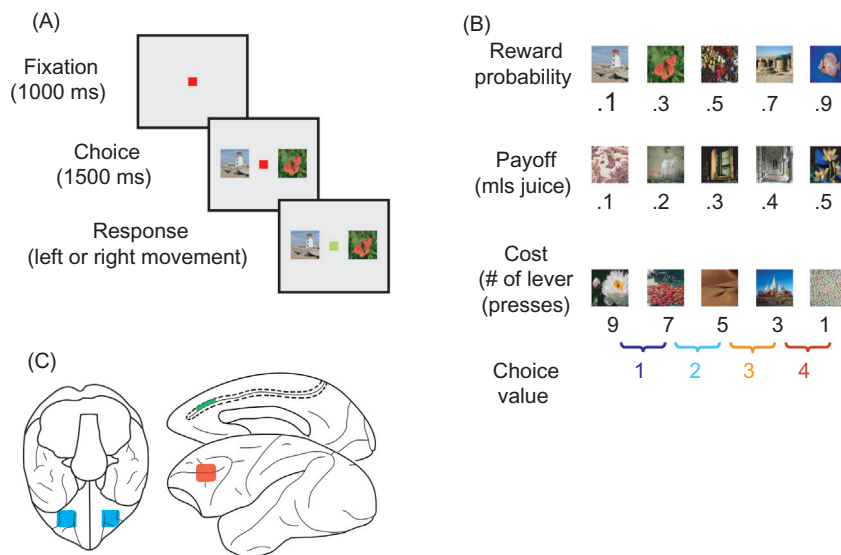 (A)
Fixation
(1000 ms)
Choice
(1500 ms)
Response
(left or right movement)
(B)
Reward
probability
.1 .3 .5 .7 .9
Payoff
(mls juice)
.1 .2 .3 .4 .5
Cost
(# of lever
(presses)
9 7 5 3 1
Choice
value
1 2 3 4
(C)